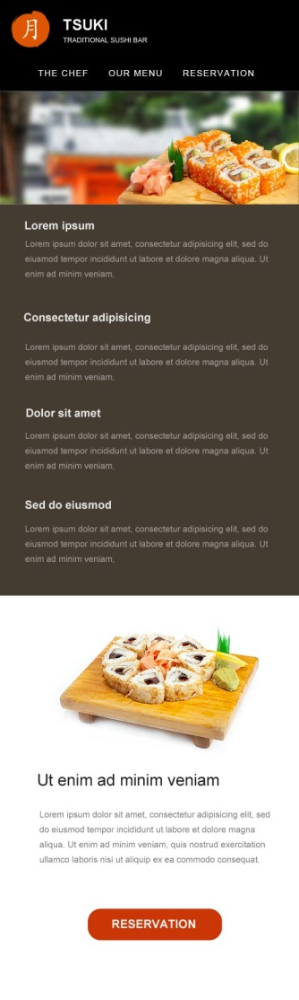 月
TSUKI
TRADITIONAL SUSHI BAR
THE CHEF OUR MENU RESERVATION
Lorem ipsum
Lorem ipsum dolor sit amet, consectetur adipisicing elit, sed do
eiusmod tempor incididunt ut labore et dolore magna aliqua. Ut
enim ad minim veniam,
Consectetur adipisicing
Lorem ipsum dolor sit amet, consectetur adipisicing elit, sed do
eiusmod tempor incididunt ut labore et dolore magna aliqua. Ut
enim ad minim veniam,
Dolor sit amet
Lorem ipsum dolor sit amet, consectetur adipisicing elit, sed do
eiusmod tempor incididunt ut labore et dolore magna aliqua. Ut
enim ad minim veniam,
Sed do eiusmod
Lorem ipsum dolor sit amet, consectetur adipisicing elit, sed do
eiusmod tempor incididunt ut labore et dolore magna aliqua. Ut
enim ad minim veniam,
Ut enim ad minim veniam
Lorem ipsum dolor sit amet, consectetur adipisicing elit, sed
do eiusmod tempor incididunt ut labore et dolore magna
aliqua. Ut enim ad minim veniam, quis nostrud exercitation
ullamco laboris nisi ut aliquip ex ea commodo consequat.
RESERVATION